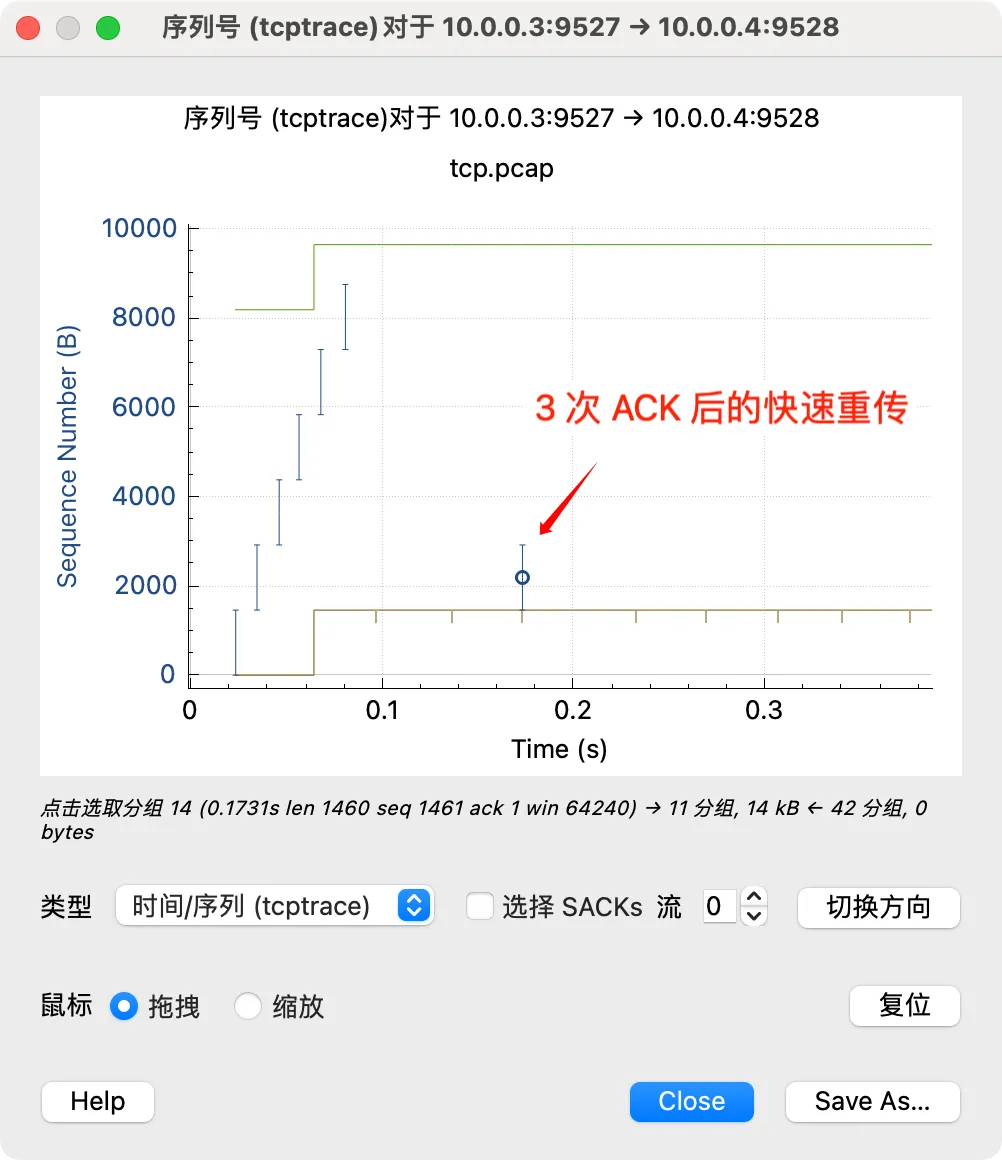 序列号 (tcptrace)对于 10.0.0.3:9527 → 10.0.0.4:9528
序列号 (tcptrace)对于 10.0.0.3:9527 → 10.0.0.4:9528
tcp.pcap
10000
8000
6000
4000
2000
0
Sequence Number (B)
3 次 ACK 后的快速重传
0 0.1 0.2 0.3
Time (s)
点击选取分组 14 (0.1731s len 1460 seq 1461 ack 1 win 64240) → 11 分组, 14 kB ← 42 分组, 0
bytes
类型 时间/序列 (tcptrace) 选择 SACKs 流 0 切换方向
鼠标 拖拽 缩放 复位
Help Close Save As...